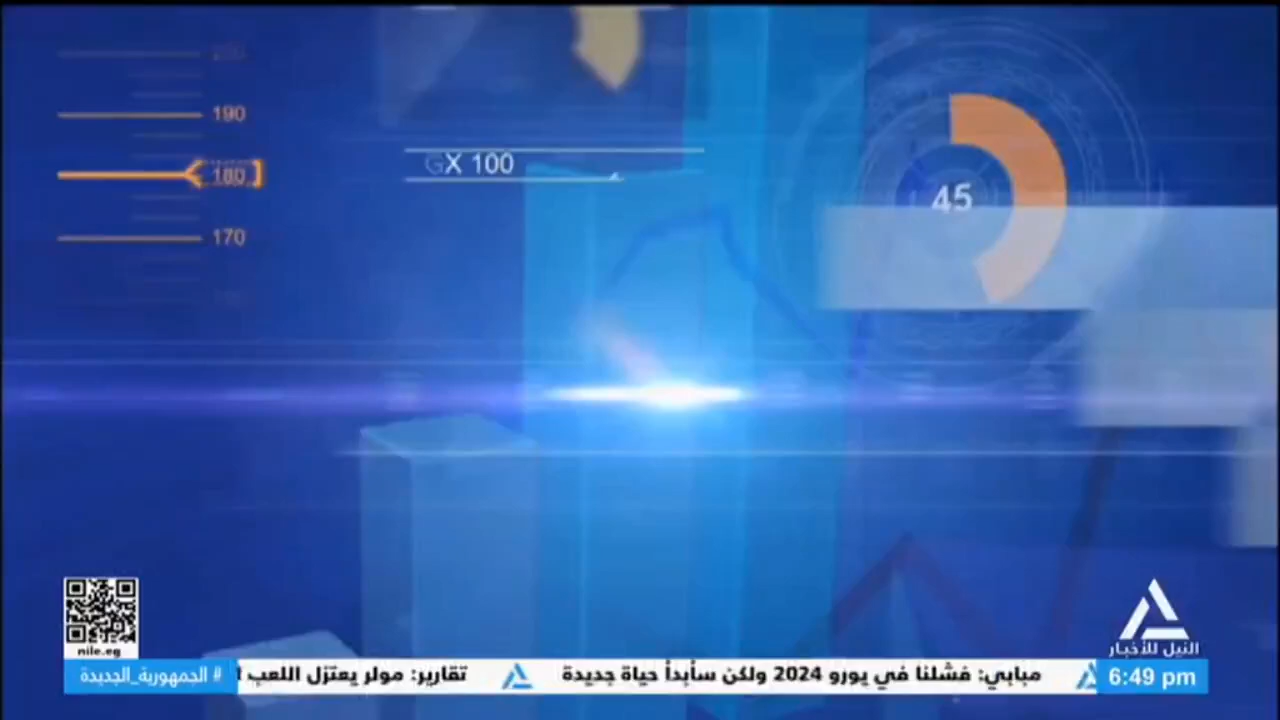 190
180
170
GX 100
45
nile.eg
النيل للأخبار
6:49 pm
مبابي: فشلنا في يورو 2024 ولكن سأبدأ حياة جديدة
تقارير: مولر يعتزل اللعب
# الجمهورية_الجديدة